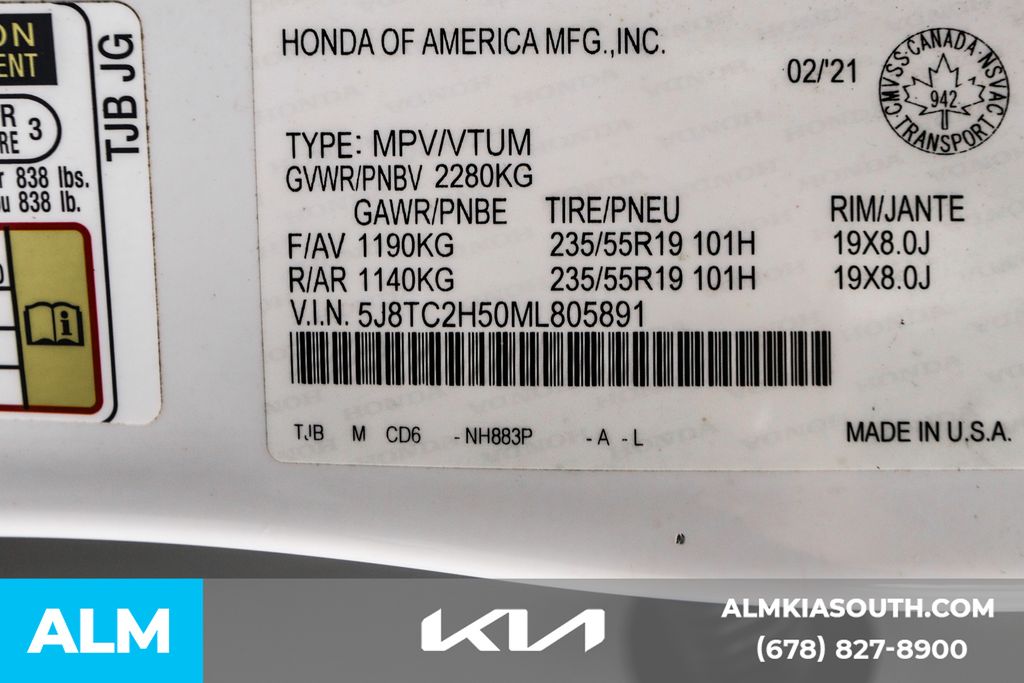 ON
ENT
R
RE 3
r 838 lbs.
u 838 lb.
TJB JG
HONDA OF AMERICA MFG.,INC.
02/'21
CMVSS·CANADA·NSVAC
942
TRANSPORT
TYPE: MPV/VTUM
GVWR/PNBV 2280KG
GAWR/PNBE TIRE/PNEU RIM/JANTE
F/AV 1190KG 235/55R19 101H 19X8.0J
R/AR 1140KG 235/55R19 101H 19X8.0J
V.I.N. 5J8TC2H50ML805891
TJB M CD6 -NH883P -A -L
MADE IN U.S.A.
ALM
KIA
ALMKIASOUTH.COM
(678) 827-8900